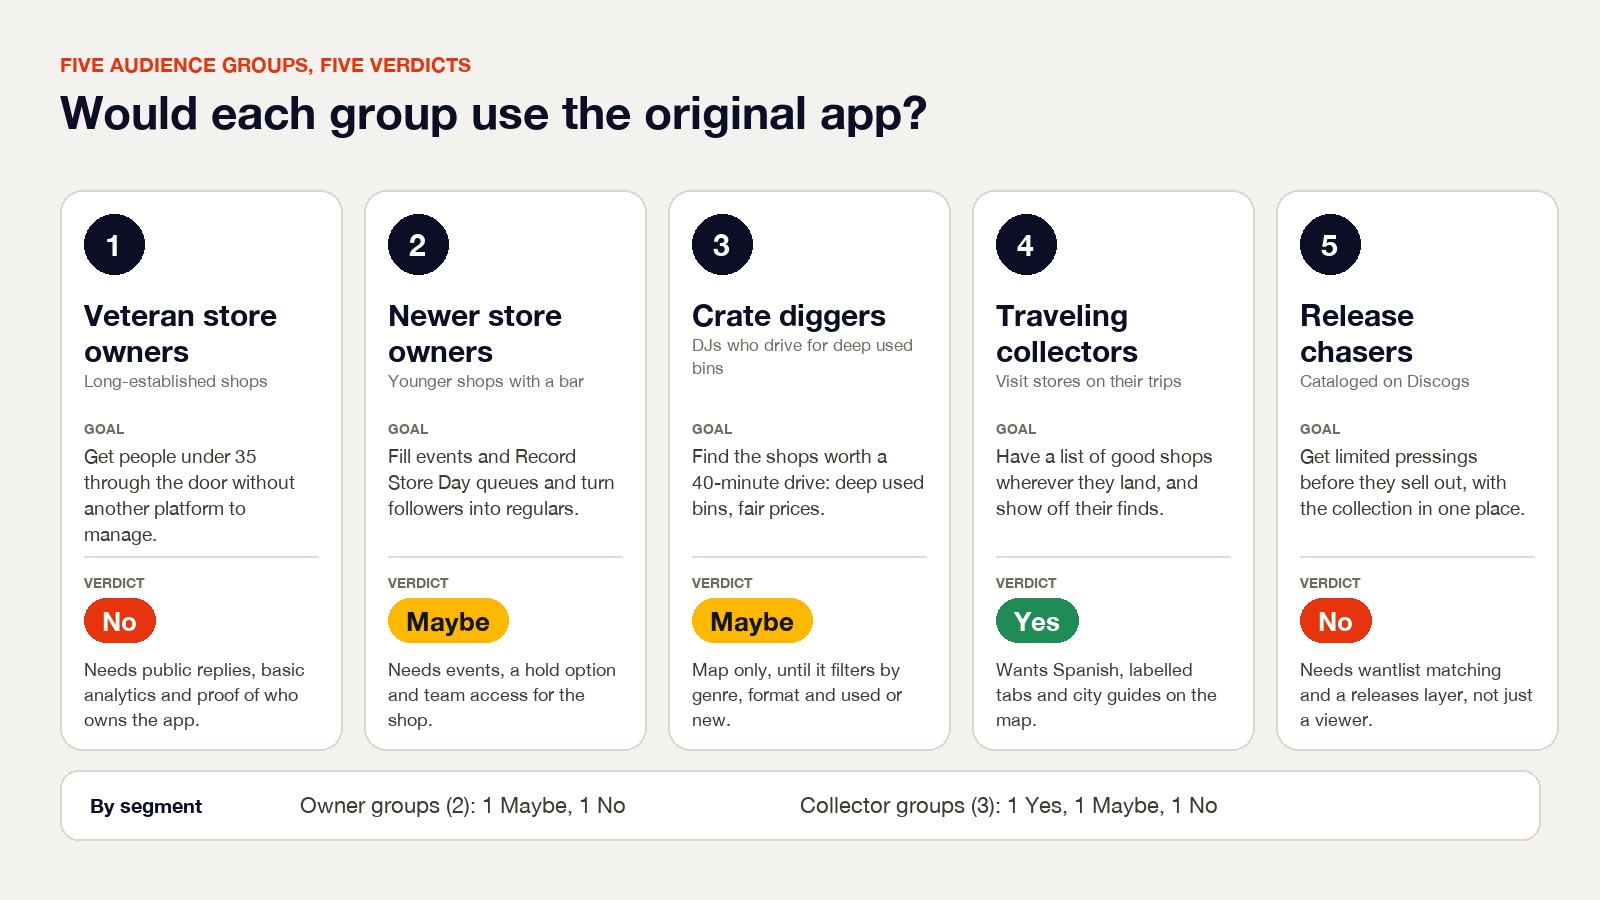 FIVE AUDIENCE GROUPS, FIVE VERDICTS
Would each group use the original app?
1
Veteran store
owners
Long-established shops
GOAL
Get people under 35
through the door without
another platform to
manage.
VERDICT
No
Needs public replies, basic
analytics and proof of who
owns the app.
2
Newer store
owners
Younger shops with a bar
GOAL
Fill events and Record
Store Day queues and turn
followers into regulars.
VERDICT
Maybe
Needs events, a hold option
and team access for the
shop.
3
Crate diggers
DJs who drive for deep used
bins
GOAL
Find the shops worth a
40-minute drive: deep used
bins, fair prices.
VERDICT
Maybe
Map only, until it filters by
genre, format and used or
new.
4
Traveling
collectors
Visit stores on their trips
GOAL
Have a list of good shops
wherever they land, and
show off their finds.
VERDICT
Yes
Wants Spanish, labelled
tabs and city guides on the
map.
5
Release
chasers
Cataloged on Discogs
GOAL
Get limited pressings
before they sell out, with
the collection in one place.
VERDICT
No
Needs wantlist matching
and a releases layer, not just
a viewer.
By segment
Owner groups (2): 1 Maybe, 1 No
Collector groups (3): 1 Yes, 1 Maybe, 1 No